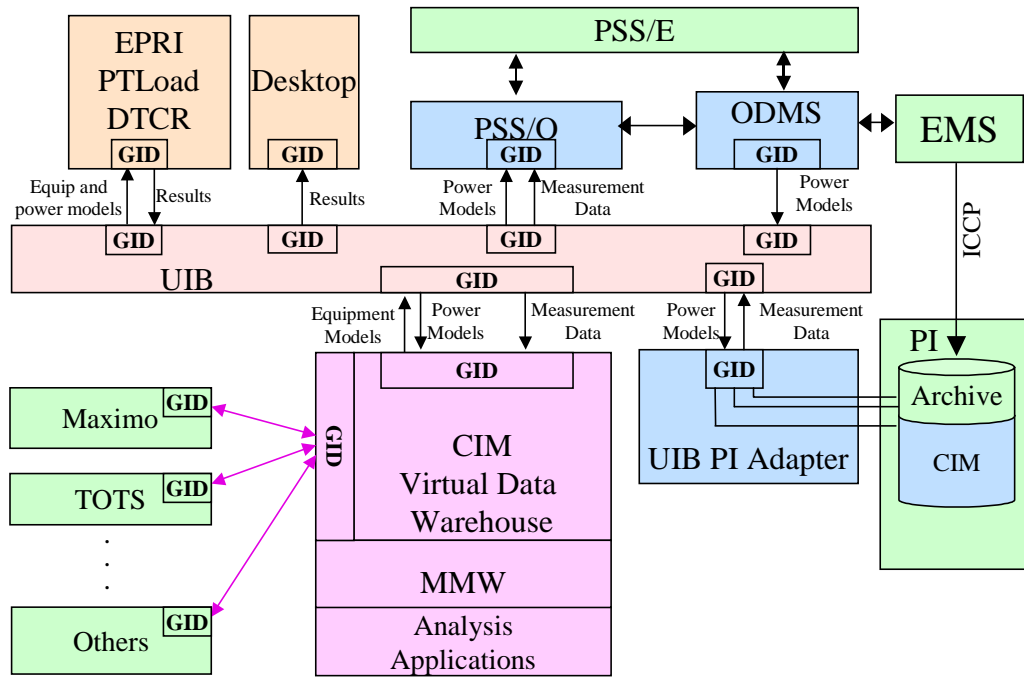 EPRI
PTLoad
DTCR
GID
Desktop
GID
PSS/E
PSS/O
GID
ODMS
GID
EMS
Equip and
power models
Results
Results
Power
Models
Measurement
Data
Power
Models
ICCP
GID
GID
GID
GID
UIB
GID
GID
Equipment
Models
Power
Models
Measurement
Data
Power
Models
Measurement
Data
PI
Archive
CIM
GID
GID
CIM
Virtual Data
Warehouse
MMW
Analysis
Applications
GID
UIB PI Adapter
Maximo
GID
TOTS
GID
.
.
.
Others
GID